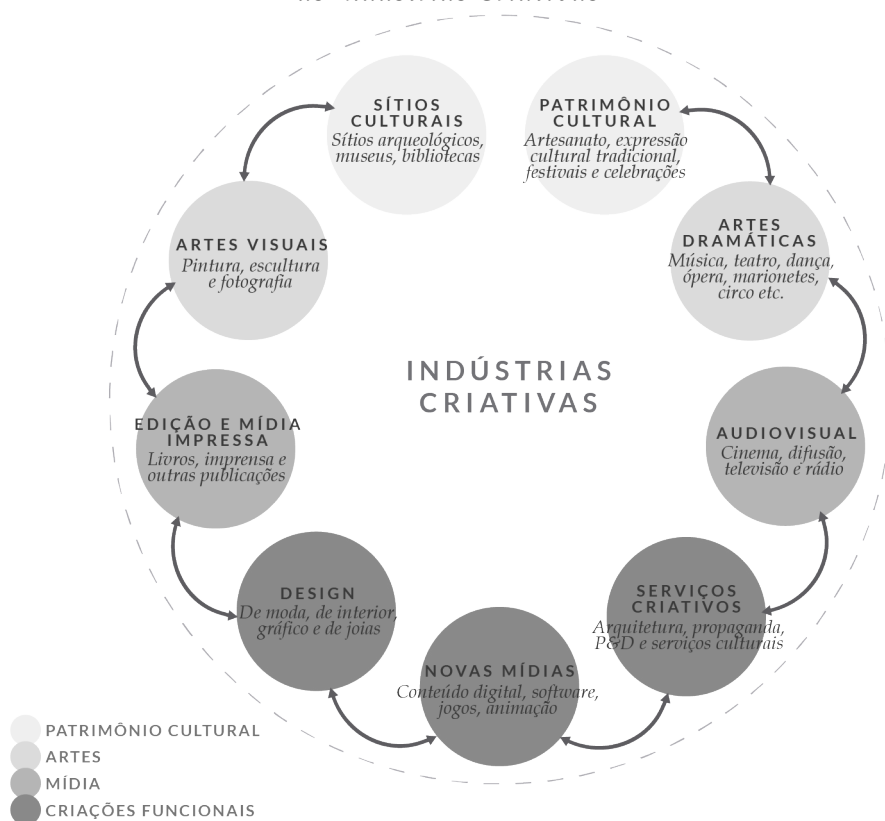 SÍTIOS
CULTURAIS
Sítios arqueológicos,
museus, bibliotecas
PATRIMÔNIO
CULTURAL
Artesanato, expressão
cultural tradicional,
festivais e celebrações
ARTES VISUAIS
Pintura, escultura
e fotografia
ARTES
DRAMÁTICAS
Música, teatro, dança,
ópera, marionetes,
circo etc.
INDÚSTRIAS
CRIATIVAS
EDIÇÃO E MÍDIA
IMPRESSA
Livros, imprensa e
outras publicações
AUDIOVISUAL
Cinema, difusão,
televisão e rádio
DESIGN
De moda, de interior,
gráfico e de joias
SERVIÇOS
CRIATIVOS
Arquitetura, propaganda,
P&D e serviços culturais
NOVAS MÍDIAS
Conteúdo digital, software,
jogos, animação
PATRIMÔNIO CULTURAL
ARTES
MÍDIA
CRIAÇÕES FUNCIONAIS